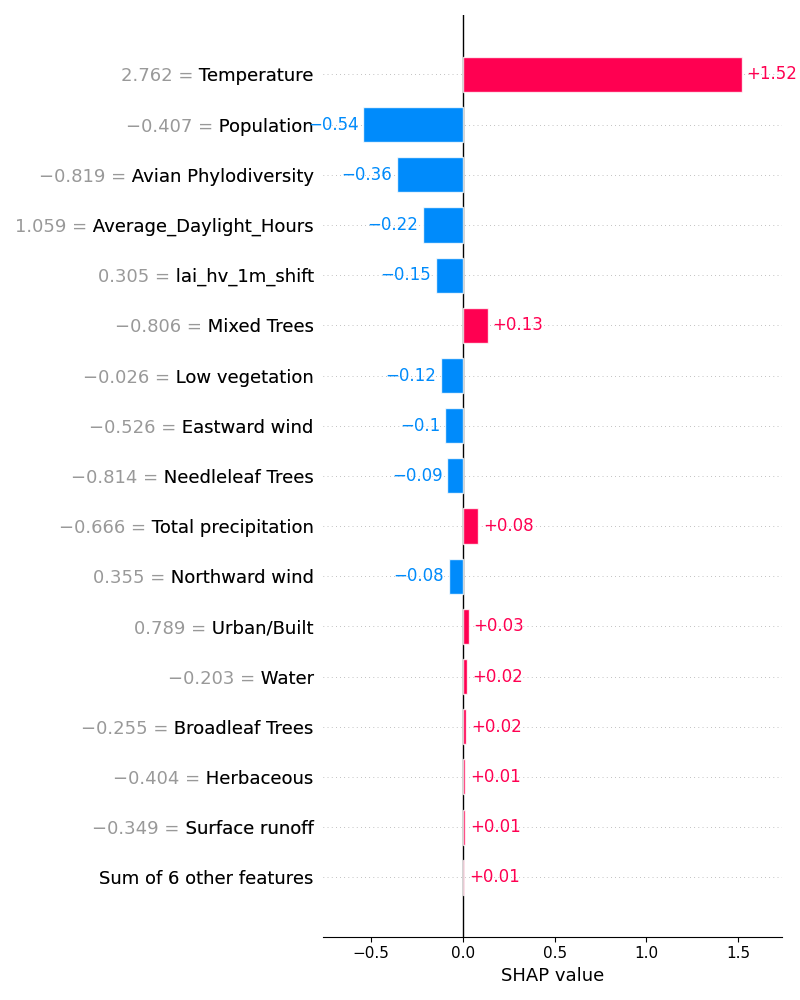 2.762 = Temperature +1.52
−0.407 = Population −0.54
−0.819 = Avian Phylodiversity −0.36
1.059 = Average_Daylight_Hours −0.22
0.305 = lai_hv_1m_shift −0.15
−0.806 = Mixed Trees +0.13
−0.026 = Low vegetation −0.12
−0.526 = Eastward wind −0.1
−0.814 = Needleleaf Trees −0.09
−0.666 = Total precipitation +0.08
0.355 = Northward wind −0.08
0.789 = Urban/Built +0.03
−0.203 = Water +0.02
−0.255 = Broadleaf Trees +0.02
−0.404 = Herbaceous +0.01
−0.349 = Surface runoff +0.01
Sum of 6 other features +0.01
−0.5 0.0 0.5 1.0 1.5
SHAP value